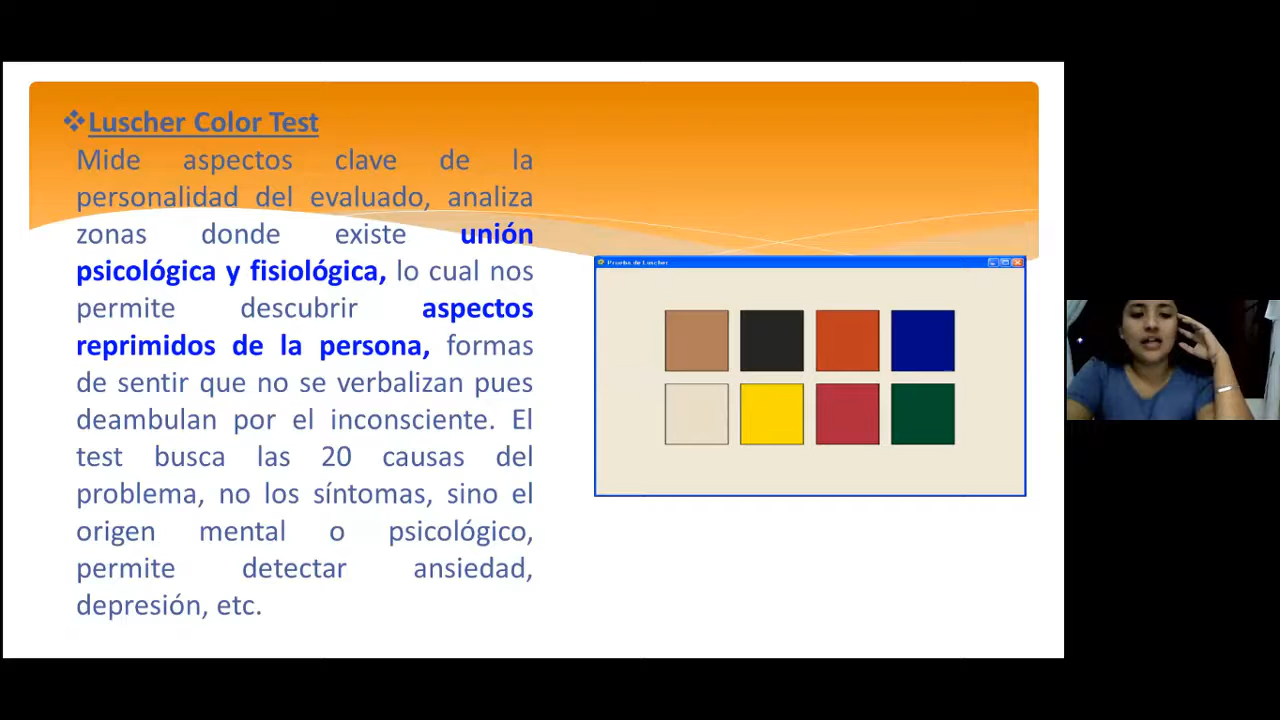 ❖Luscher Color Test
Mide aspectos clave de la
personalidad del evaluado, analiza
zonas donde existe unión
psicológica y fisiológica, lo cual nos
permite descubrir aspectos
reprimidos de la persona, formas
de sentir que no se verbalizan pues
deambulan por el inconsciente. El
test busca las 20 causas del
problema, no los síntomas, sino el
origen mental o psicológico,
permite detectar ansiedad,
depresión, etc.
Prueba de Luscher